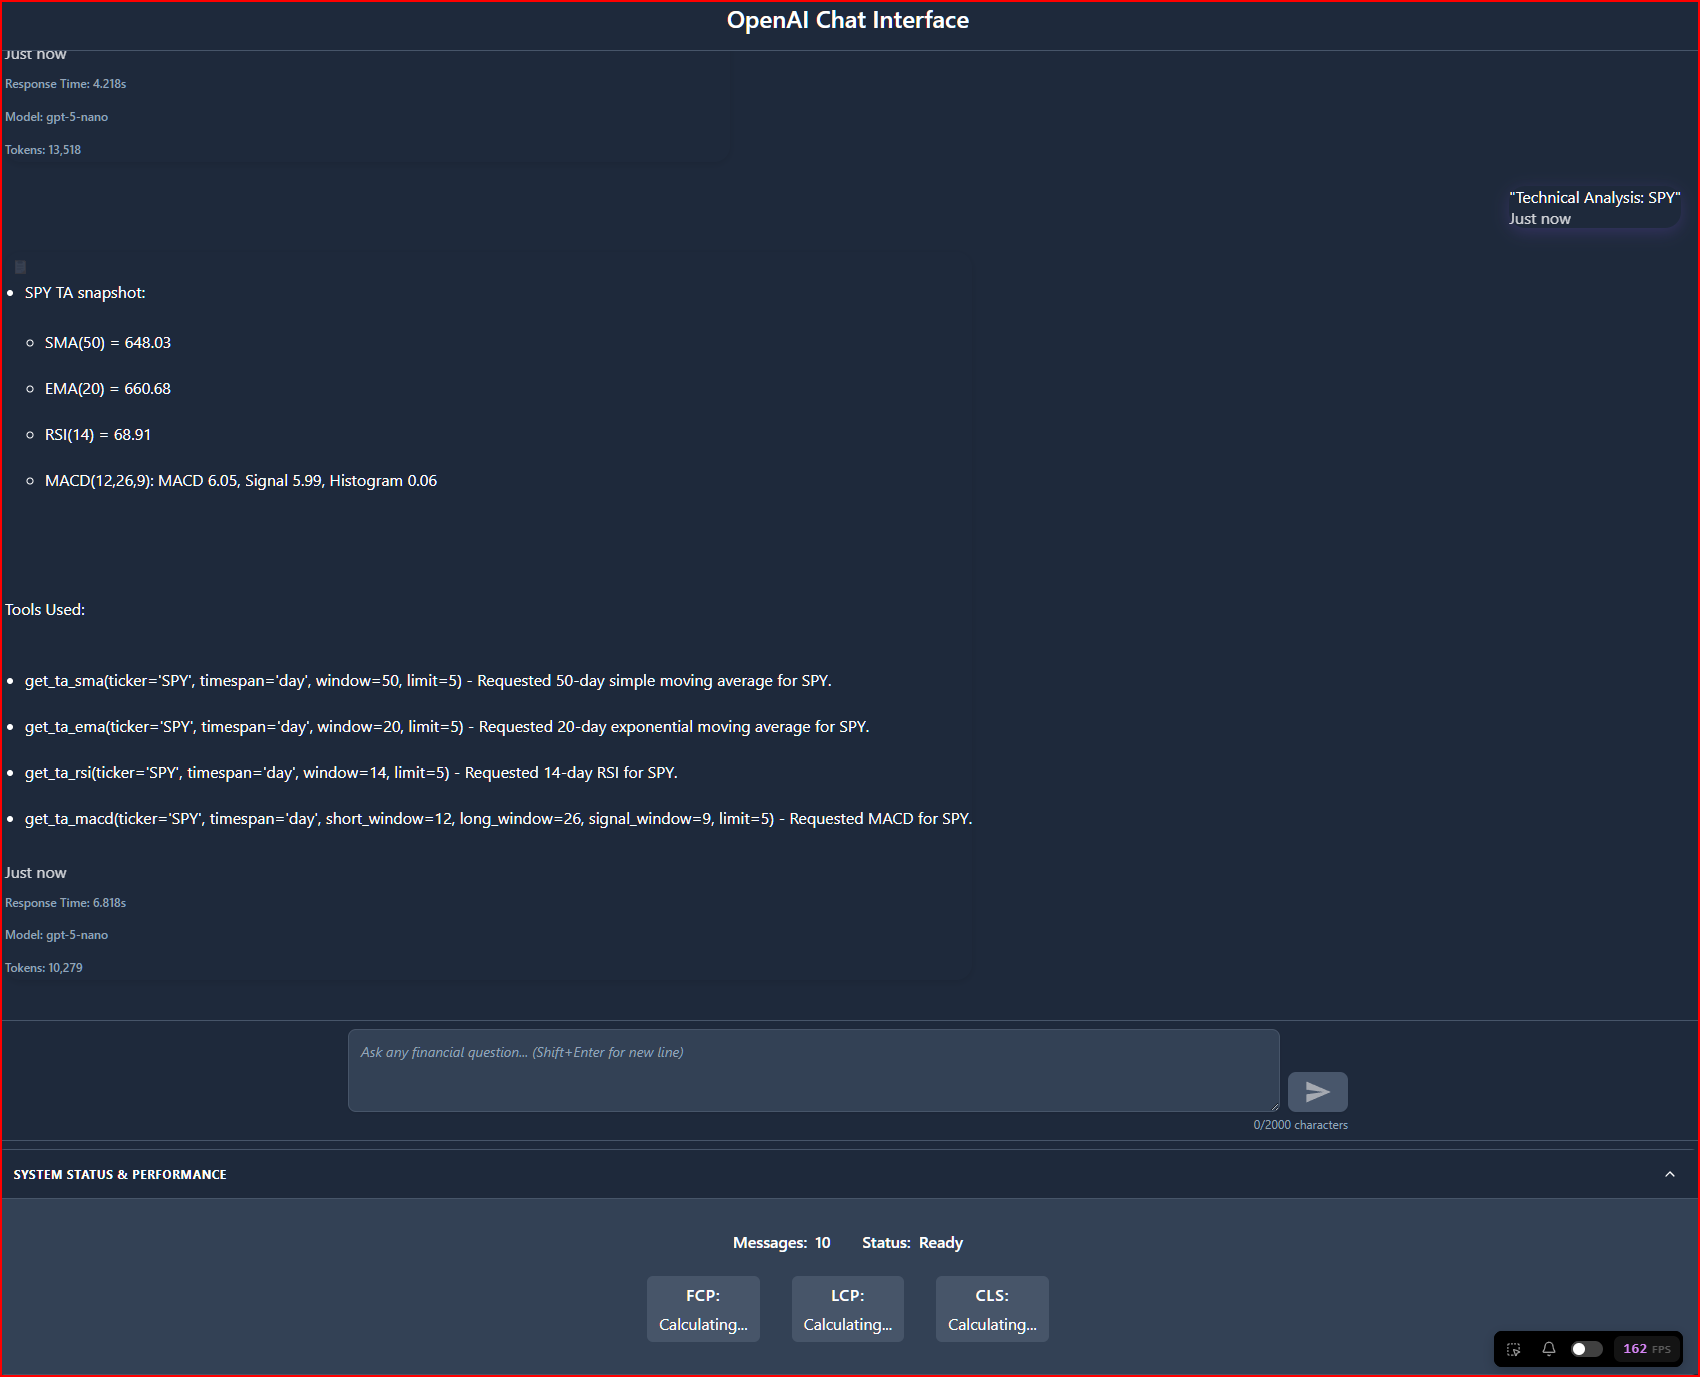 OpenAI Chat Interface
Just now
Response Time: 4.218s
Model: gpt-5-nano
Tokens: 13,518
"Technical Analysis: SPY"
Just now
SPY TA snapshot:
SMA(50) = 648.03
EMA(20) = 660.68
RSI(14) = 68.91
MACD(12,26,9): MACD 6.05, Signal 5.99, Histogram 0.06
Tools Used:
get_ta_sma(ticker='SPY', timespan='day', window=50, limit=5) - Requested 50-day simple moving average for SPY.
get_ta_ema(ticker='SPY', timespan='day', window=20, limit=5) - Requested 20-day exponential moving average for SPY.
get_ta_rsi(ticker='SPY', timespan='day', window=14, limit=5) - Requested 14-day RSI for SPY.
get_ta_macd(ticker='SPY', timespan='day', short_window=12, long_window=26, signal_window=9, limit=5) - Requested MACD for SPY.
Just now
Response Time: 6.818s
Model: gpt-5-nano
Tokens: 10,279
Ask any financial question... (Shift+Enter for new line)
0/2000 characters
SYSTEM STATUS & PERFORMANCE
Messages: 10 Status: Ready
FCP: LCP: CLS:
Calculating... Calculating... Calculating...
162 FPS